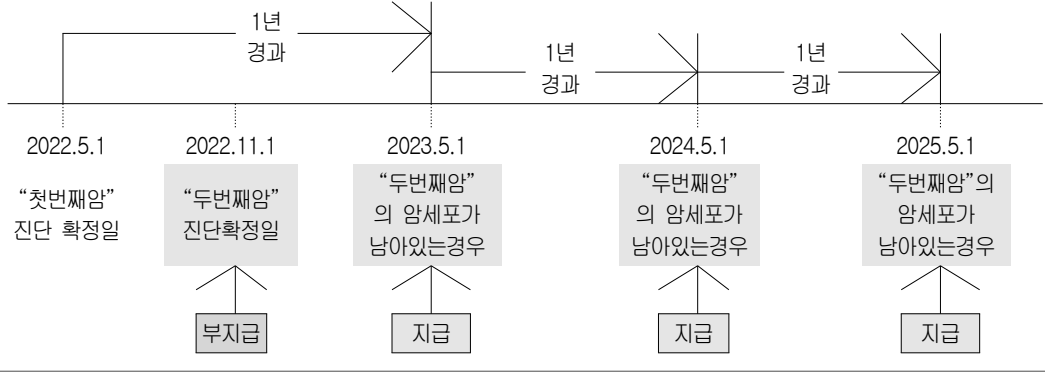 1년
경과
1년
경과
1년
경과
2022.5.1
2022.11.1
2023.5.1
2024.5.1
2025.5.1
“첫번째암”
진단 확정일
“두번째암”
진단확정일
“두번째암”
의 암세포가
남아있는경우
“두번째암”
의 암세포가
남아있는경우
“두번째암”의
암세포가
남아있는경우
부지급
지급
지급
지급